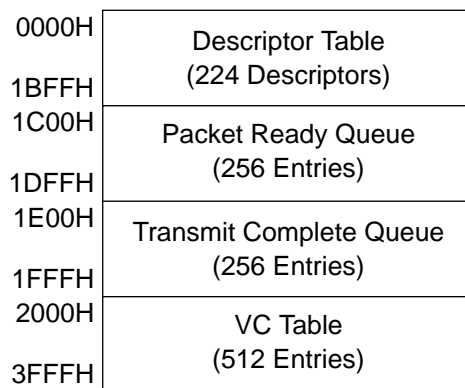 0000H
Descriptor Table
(224 Descriptors)
1BFFH
1C00H
Packet Ready Queue
(256 Entries)
1DFFH
1E00H
Transmit Complete Queue
(256 Entries)
1FFFH
2000H
VC Table
(512 Entries)
3FFFH